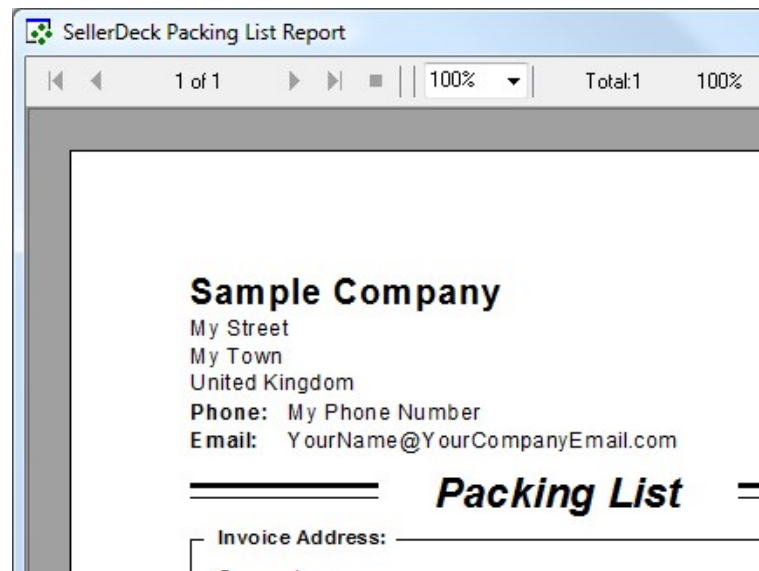 SellerDeck Packing List Report
1 of 1 100% Total:1 100%
Sample Company
My Street
My Town
United Kingdom
Phone: My Phone Number
Email: YourName@YourCompanyEmail.com
Packing List
Invoice Address: